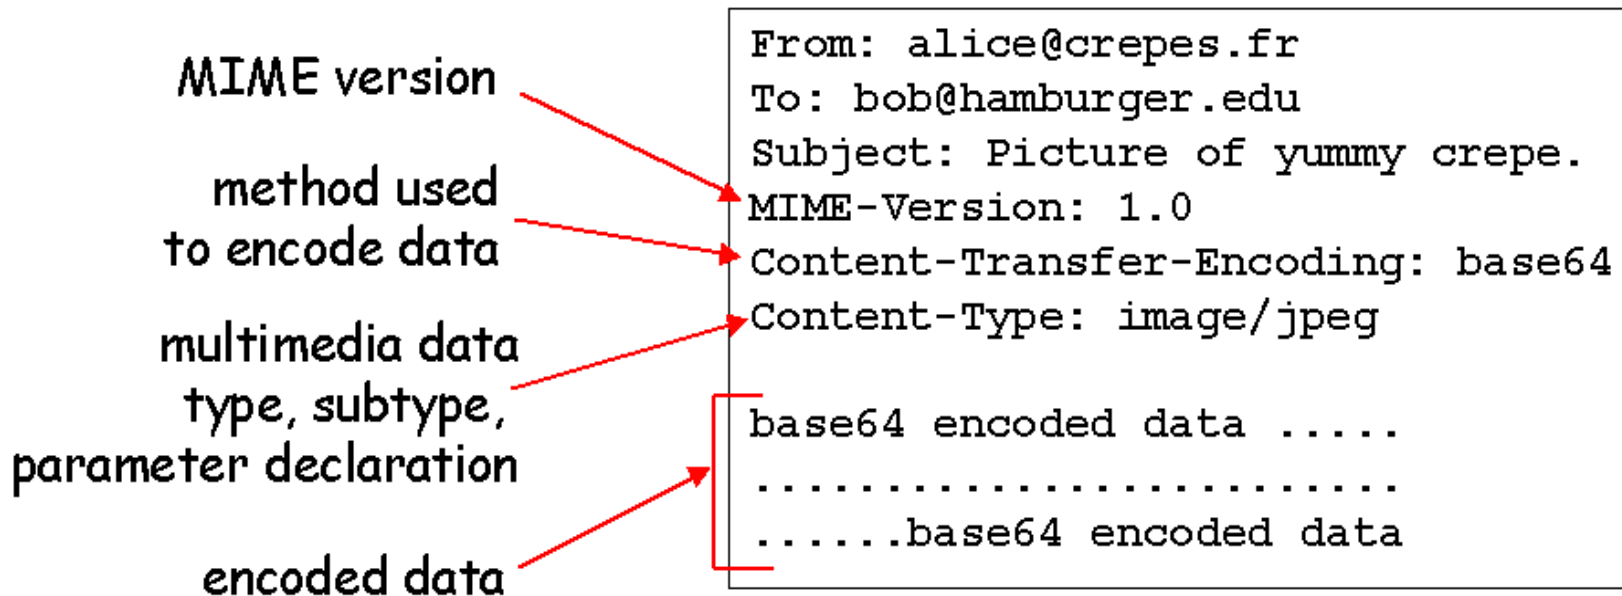 MIME version
method used
to encode data
multimedia data
type, subtype,
parameter declaration
encoded data
From: alice@crepes.fr
To: bob@hamburger.edu
Subject: Picture of yummy crepe.
MIME-Version: 1.0
Content-Transfer-Encoding: base64
Content-Type: image/jpeg
base64 encoded data .....
.........................
......base64 encoded data